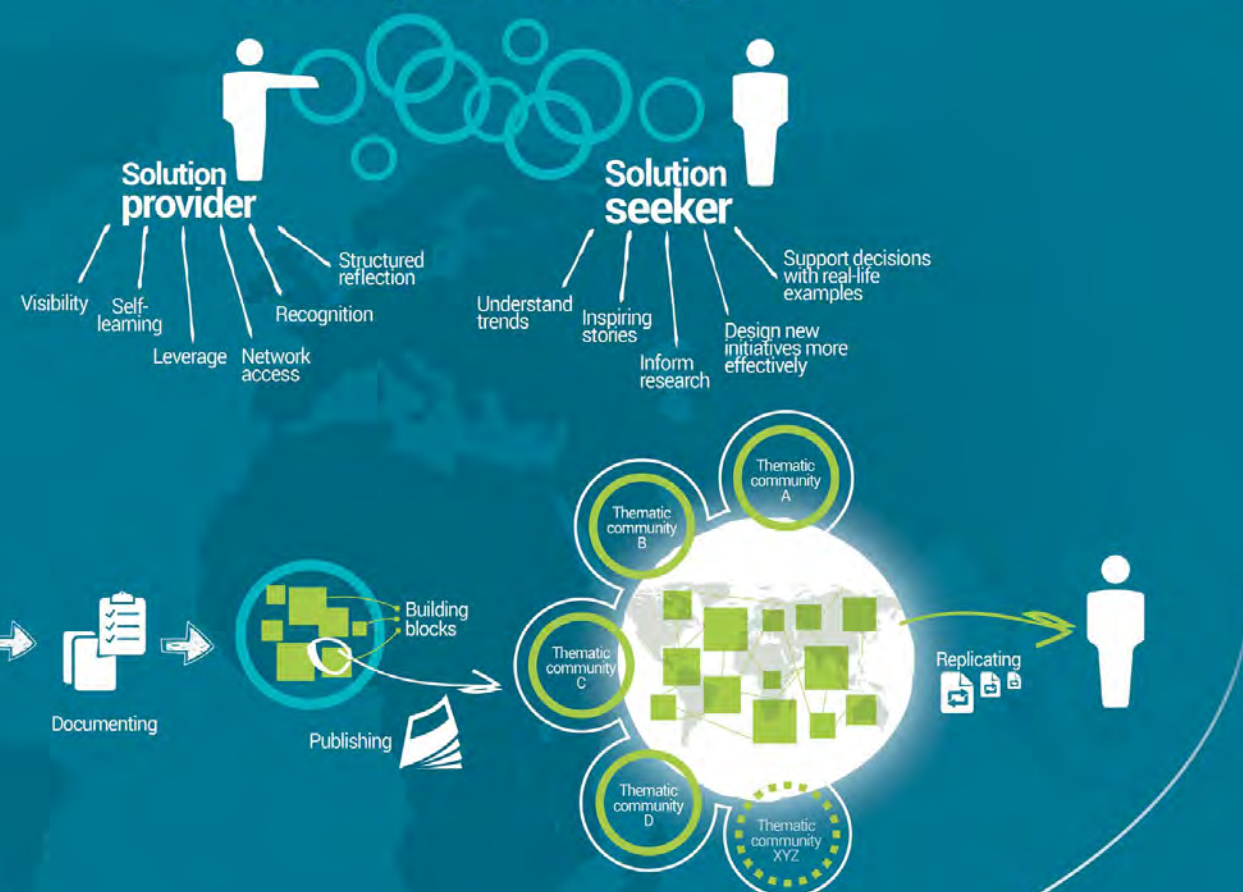 Solution
provider
Visibility
Self-
learning
Leverage
Network
access
Recognition
Structured
reflection
Solution
seeker
Understand
trends
Inspiring
stories
Inform
research
Design new
initiatives more
effectively
Support decisions
with real-life
examples
Documenting
Building
blocks
Publishing
Thematic
community
A
Thematic
community
B
Thematic
community
C
Thematic
community
D
Thematic
community
XYZ
Replicating